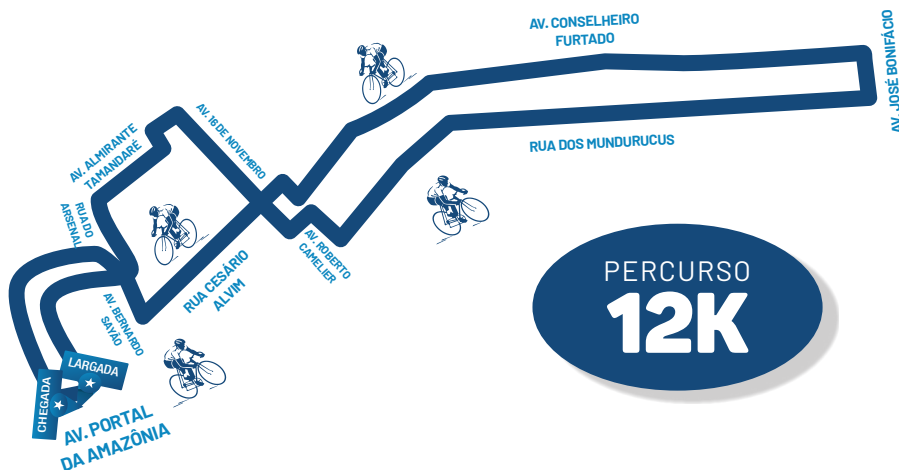 AV. CONSELHEIRO
FURTADO
AV. JOSÉ BONIFÁCIO
RUA DOS MUNDURUCUS
AV. 16 DE NOVEMBRO
AV. ALMIRANTE
TAMANDARÉ
RUA DO
ARSENAL
AV. ROBERTO
CAMELIER
RUA CESÁRIO
ALVIM
AV. BERNARDO
SAYÃO
LARGADA
CHEGADA
AV. PORTAL
DA AMAZÔNIA
PERCURSO
12K